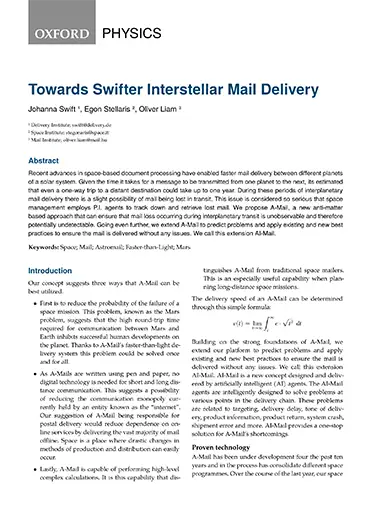 OXFORD PHYSICS
Towards Swifter Interstellar Mail Delivery
Johanna Swift ¹, Egon Stellaris ², Oliver Liam ³
¹ Delivery Institute: swift@delivery.de
² Space Institute:
³ Mail Institute: oliver.liam@mail.hu
Abstract
Recent advances in space-based document processing have enabled faster mail delivery between different planets
of a solar system. Given the time it takes for a message to be transmitted from one planet to the next, its estimated
that even a one-way trip to a distant destination could take up to one year. During these periods of interplanetary
mail delivery there is a slight possibility of mail being lost in transit. This issue is considered so serious that space
management employs P.I. agents to track down and retrieve lost mail. We propose A-Mail, a new anti-matter
based approach that can ensure that mail loss occurring during interplanetary transit is unobservable and therefore
potentially undetectable. Going even further, we extend A-Mail to predict problems and apply existing and new best
practices to ensure the mail is delivered without any issues. We call this extension AI-Mail.
Keywords: Space; Mail; Astromail; Faster-than-Light; Mars
Introduction
Our concept suggests three ways that A-Mail can be
best utilized.
• First is to reduce the probability of the failure of a
space mission. This problem, known as the Mars
problem, suggests that the high round-trip time
required for communication between Mars and
Earth inhibits successful human developments on
the planet. Thanks to A-Mail's faster-than-light de-
livery system this problem could be solved once
and for all.
• As A-Mails are written using pen and paper, no
digital technology is needed for short and long dis-
tance communication. This suggests a possibility
of reducing the communication monopoly cur-
rently held by an entity known as the "internet".
Our suggestion of A-Mail being responsible for
postal delivery would reduce dependence on on-
line services by delivering the vast majority of mail
offline. Space is a place where drastic changes in
methods of production and distribution can easily
occur.
• Lastly, A-Mail is capable of performing high-level
complex calculations. It is this capability that dis-
tinguishes A-Mail from traditional space mailers.
This is an especially useful capability when plan-
ning long-distance space missions.
The delivery speed of an A-Mail can be determined
through this simple formula:
Building on the strong foundations of A-Mail, we
extend our platform to predict problems and apply
existing and new best practices to ensure the mail is
delivered without any issues. We call this extension
AI-Mail. AI-Mail is a new concept designed and deliv-
ered by artificially intelligent (AI) agents. The AI-Mail
agents are intelligently designed to solve problems at
various points in the delivery chain. These problems
are related to targeting, delivery delay, tone of deliv-
ery, product information, product return, system crash,
shipment error and more. AI-Mail provides a one-stop
solution for A-Mail's shortcomings.
Proven technology
A-Mail has been under development four the past ten
years and in the process has consolidate different space
programmes. Over the course of the last year, our space